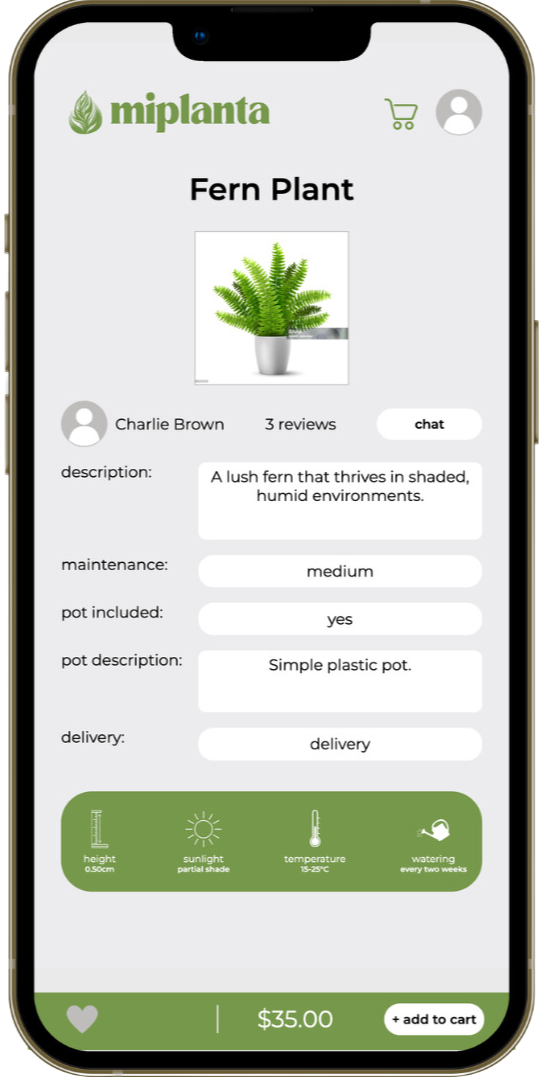 miplanta
Fern Plant
Charlie Brown 3 reviews chat
description:
A lush fern that thrives in shaded,
humid environments.
maintenance: medium
pot included: yes
pot description: Simple plastic pot.
delivery: delivery
height sunlight temperature watering
0.50cm partial shade 15-25°C every two weeks
$35.00 + add to cart